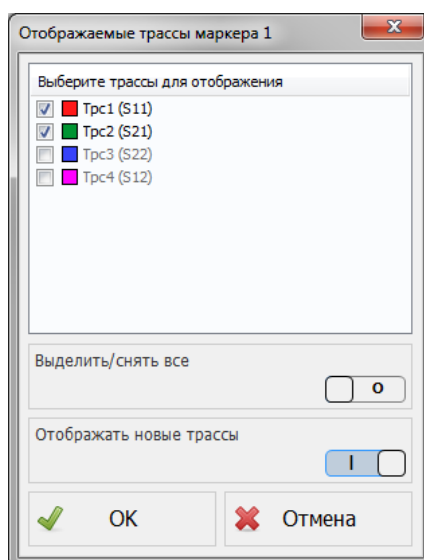 Отображаемые трассы маркера 1
Выберите трассы для отображения
Трс1 (S11)
Трс2 (S21)
Трс3 (S22)
Трс4 (S12)
Выделить/снять все
O
Отображать новые трассы
I
OK
Отмена